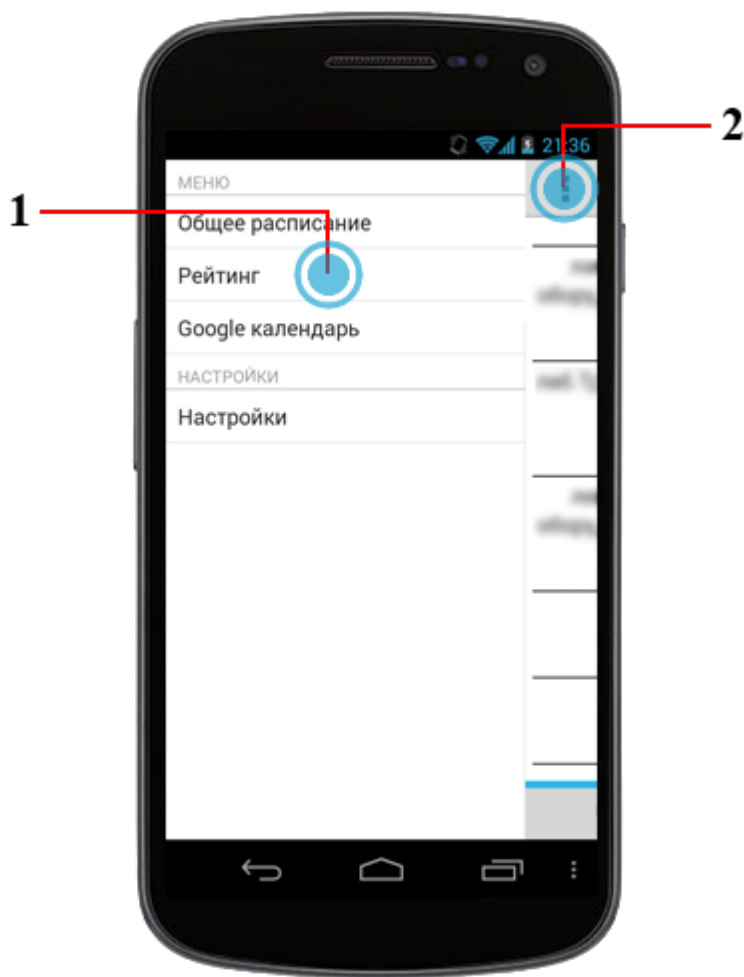 2
21:36
МЕНЮ
1
Общее расписание
Рейтинг
Google календарь
НАСТРОЙКИ
Настройки